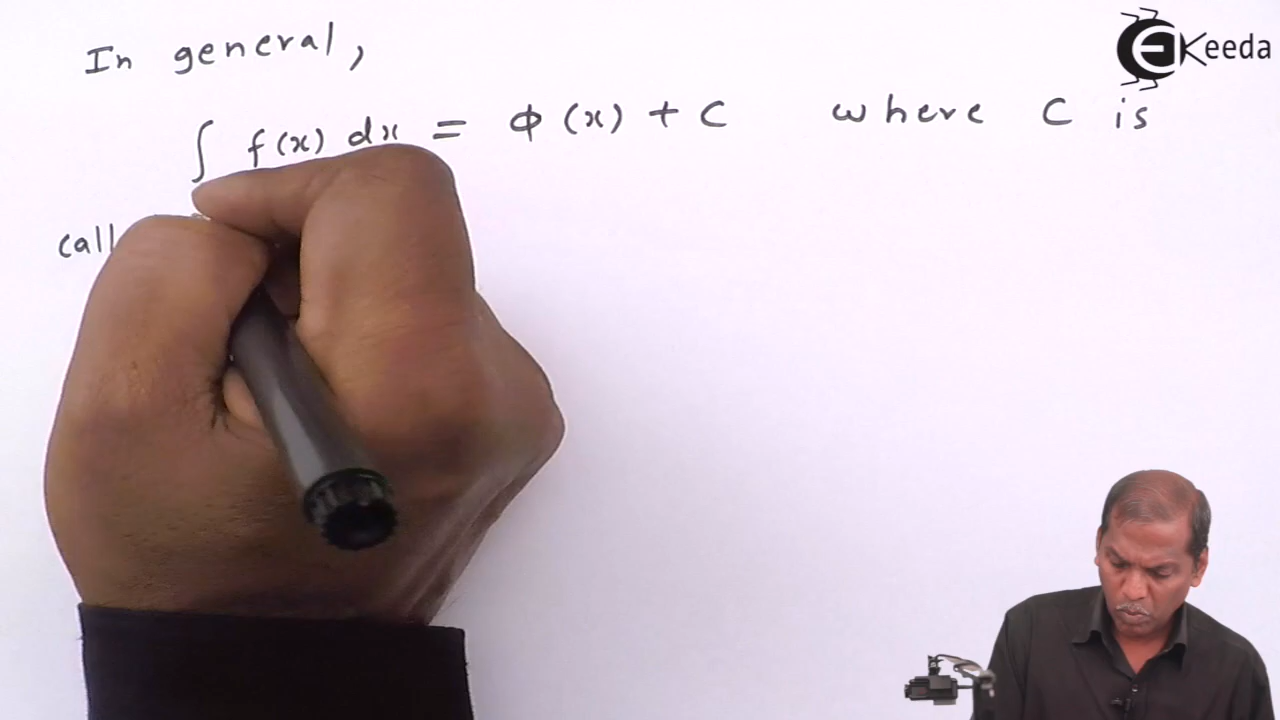 In general,
∫ f(x) dx = ϕ(x) + C where C is
call
EKeeda